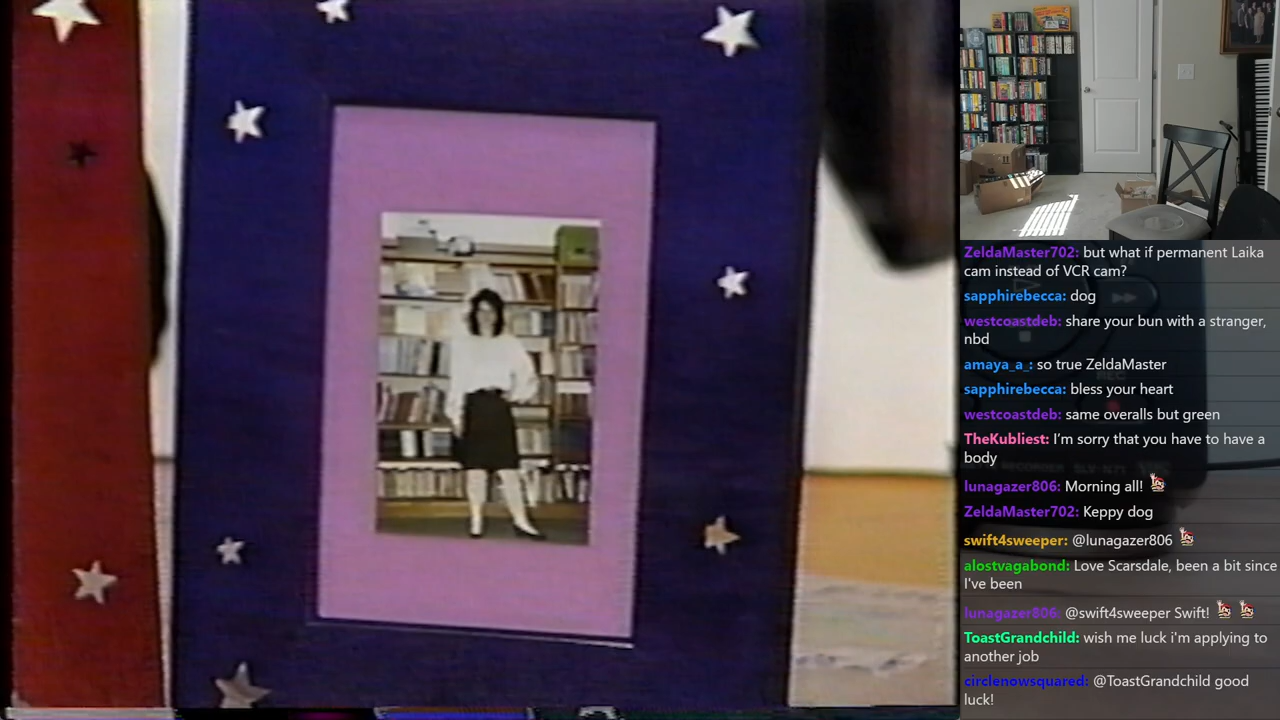 ZeldaMaster702: but what if permanent Laika
cam instead of VCR cam?
sapphirebecca: dog
westcoastdeb: share your bun with a stranger,
nbd
amaya_a_: so true ZeldaMaster
sapphirebecca: bless your heart
westcoastdeb: same overalls but green
TheKubliest: I'm sorry that you have to have a
body
lunagazer806: Morning all!
ZeldaMaster702: Keppy dog
swift4sweeper: @lunagazer806
alostvagabond: Love Scarsdale, been a bit since
I've been
lunagazer806: @swift4sweeper Swift!
ToastGrandchild: wish me luck i'm applying to
another job
circlenowsquared: @ToastGrandchild good
luck!